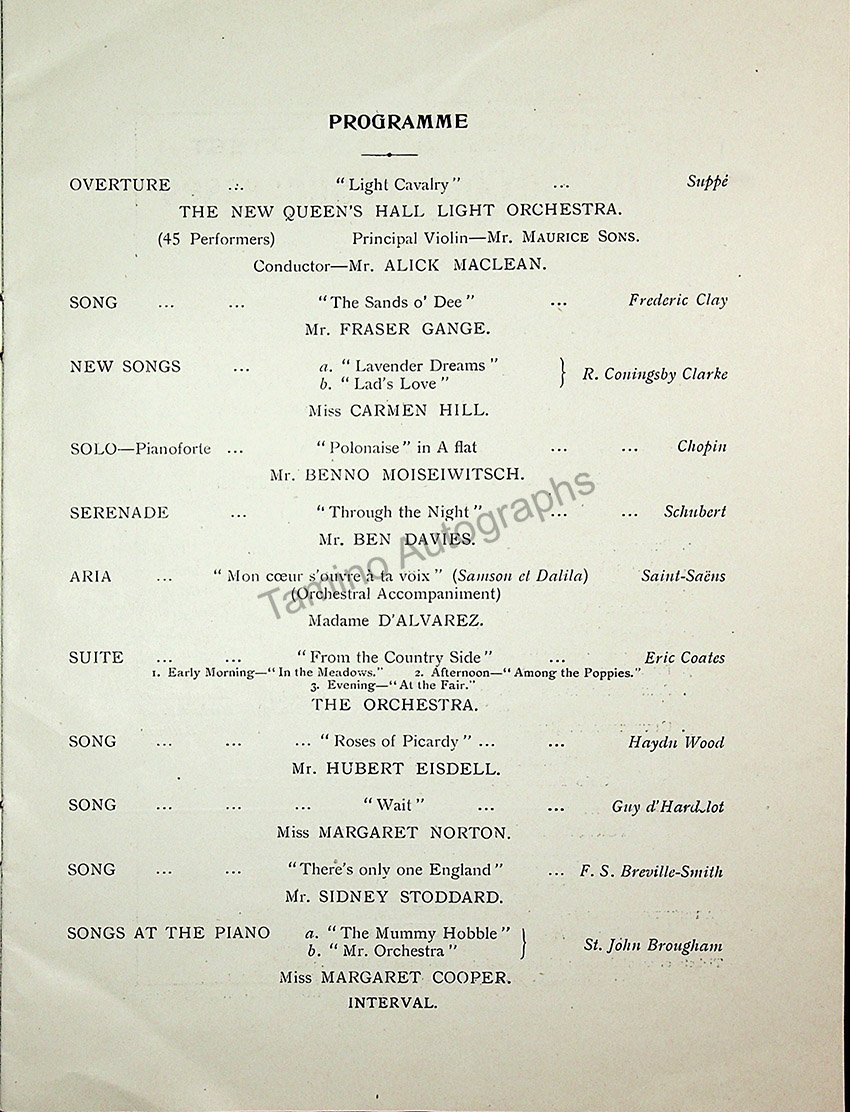 PROGRAMME
OVERTURE ... "Light Cavalry" ... Suppé
THE NEW QUEEN'S HALL LIGHT ORCHESTRA.
(45 Performers) Principal Violin—Mr. MAURICE SONS.
Conductor—Mr. ALICK MACLEAN.
SONG ... ... "The Sands o' Dee" ... Frederic Clay
Mr. FRASER GANGE.
NEW SONGS ... a. "Lavender Dreams"
b. "Lad's Love" } R. Coningsby Clarke
Miss CARMEN HILL.
SOLO—Pianoforte ... "Polonaise" in A flat ... ... Chopin
Mr. BENNO MOISEIWITSCH.
SERENADE ... "Through the Night" ... ... Schubert
Mr. BEN DAVIES.
ARIA ... "Mon cœur s'ouvre à ta voix" (Samson et Dalila) Saint-Saëns
(Orchestral Accompaniment)
Madame D'ALVAREZ.
SUITE ... ... "From the Country Side" ... Eric Coates
1. Early Morning—"In the Meadows." 2. Afternoon—"Among the Poppies."
3. Evening—"At the Fair."
THE ORCHESTRA.
SONG ... ... ... "Roses of Picardy" ... ... Haydn Wood
Mr. HUBERT EISDELL.
SONG ... ... ... "Wait" ... ... Guy d'Hardelot
Miss MARGARET NORTON.
SONG ... ... "There's only one England" ... F. S. Breville-Smith
Mr. SIDNEY STODDARD.
SONGS AT THE PIANO a. "The Mummy Hobble"
b. "Mr. Orchestra" } St. John Brougham
Miss MARGARET COOPER.
INTERVAL.
Tamino Autographs